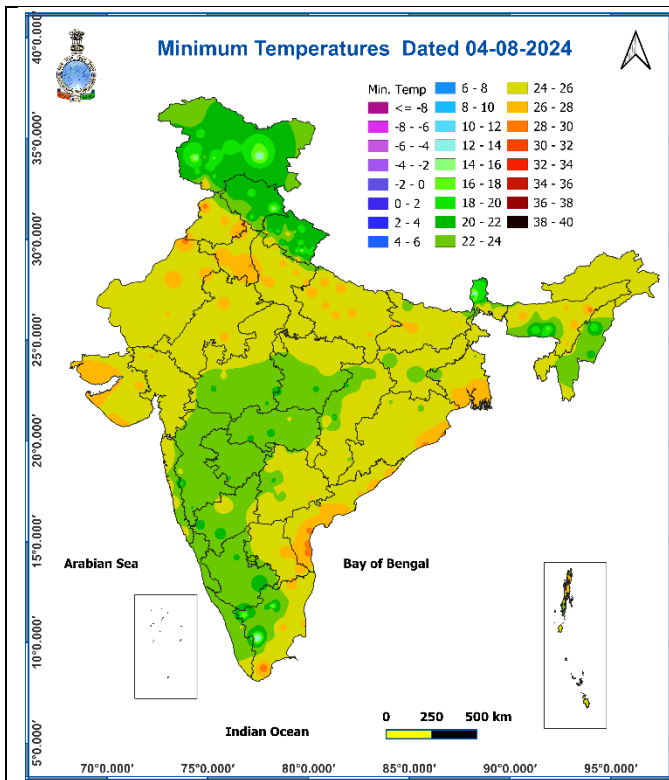 Minimum Temperatures Dated 04-08-2024
Min. Temp
<= -8
-8 - -6
-6 - -4
-4 - -2
-2 - 0
0 - 2
2 - 4
4 - 6
6 - 8
8 - 10
10 - 12
12 - 14
14 - 16
16 - 18
18 - 20
20 - 22
22 - 24
24 - 26
26 - 28
28 - 30
30 - 32
32 - 34
34 - 36
36 - 38
38 - 40
40°0.000'
35°0.000'
30°0.000'
25°0.000'
20°0.000'
15°0.000'
10°0.000'
5°0.000'
Arabian Sea
Bay of Bengal
Indian Ocean
0 250 500 km
70°0.000' 75°0.000' 80°0.000' 85°0.000' 90°0.000' 95°0.000'